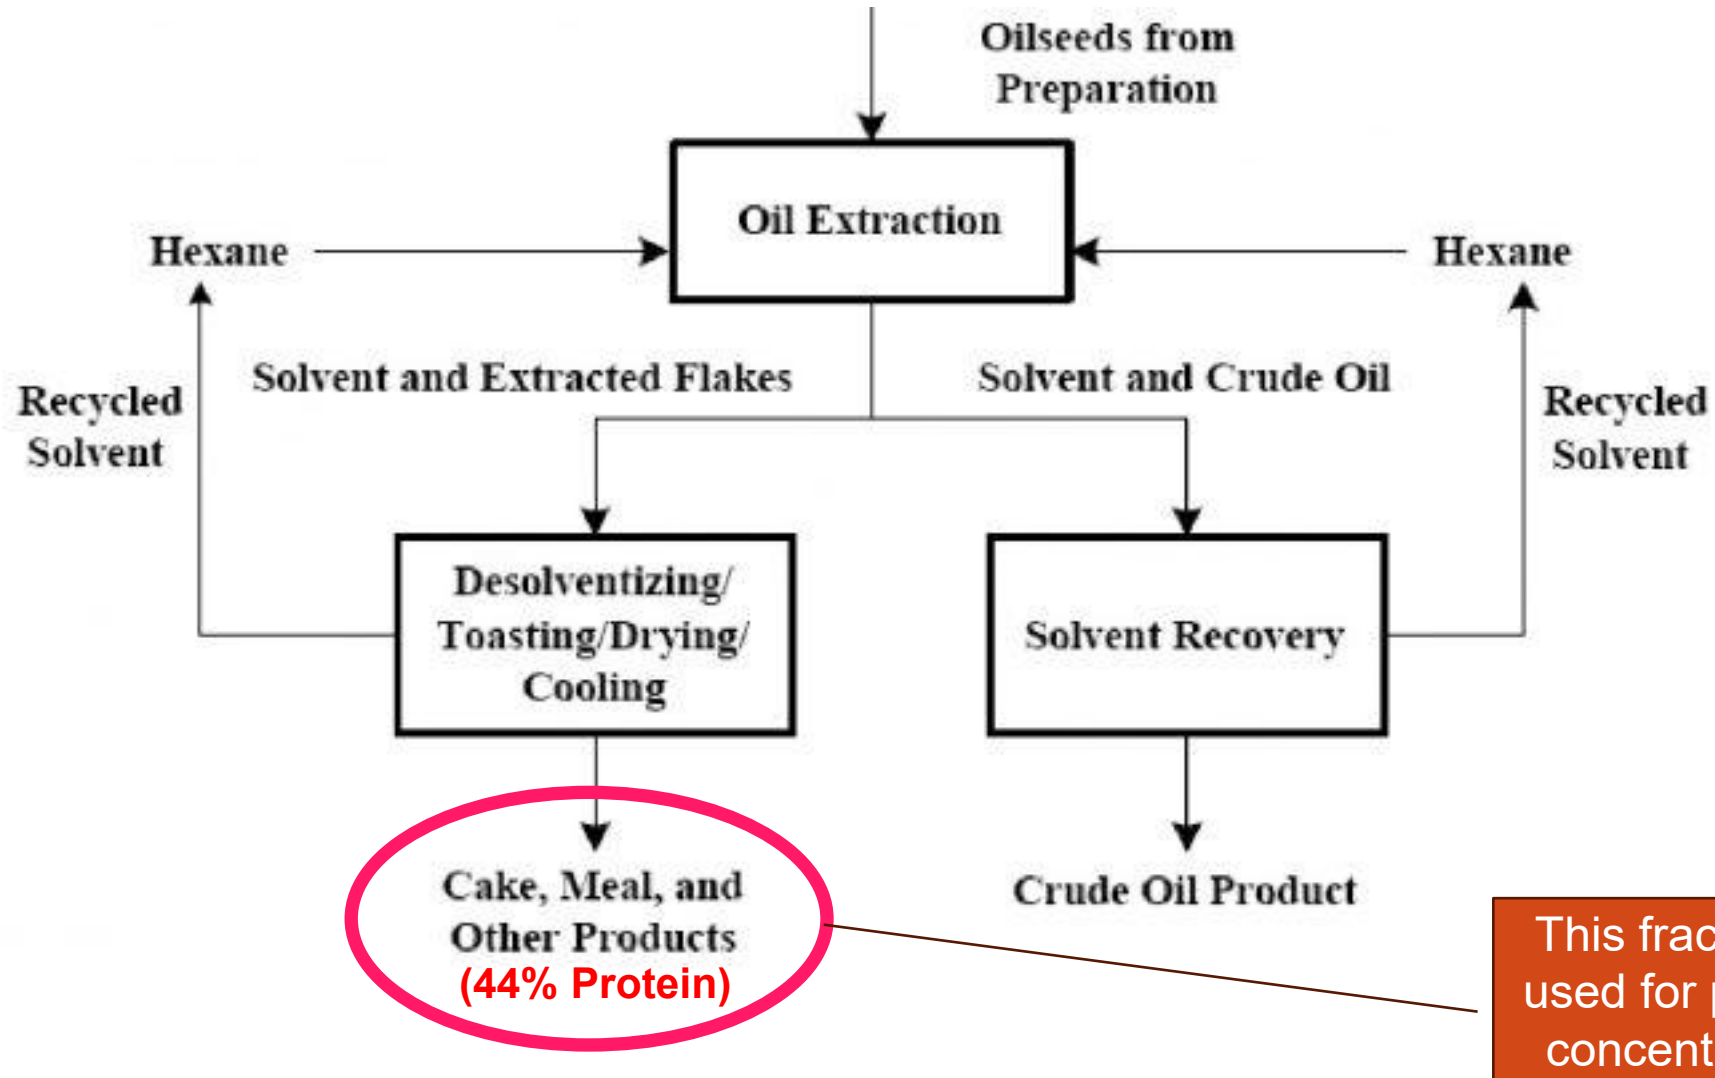 Oilseeds from
Preparation
Oil Extraction
Hexane
Hexane
Solvent and Extracted Flakes
Solvent and Crude Oil
Recycled
Solvent
Recycled
Solvent
Desolventizing/
Toasting/Drying/
Cooling
Solvent Recovery
Cake, Meal, and
Other Products
(44% Protein)
Crude Oil Product
This
used for